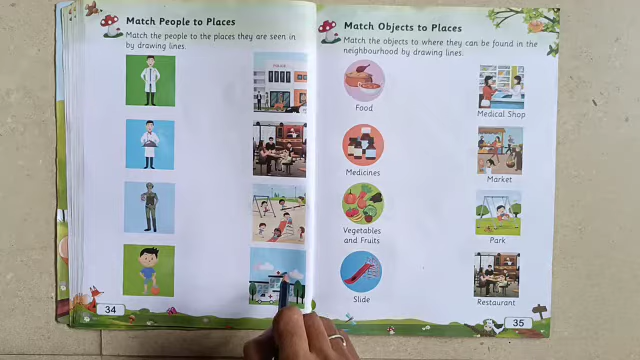 Match People to Places
Match the people to the places they are seen in
by drawing lines.
POLICE
34
Match Objects to Places
Match the objects to where they can be found in the
neighbourhood by drawing lines.
Food
Medical Shop
Medicines
Market
Vegetables
and Fruits
Park
Slide
Restaurant
35